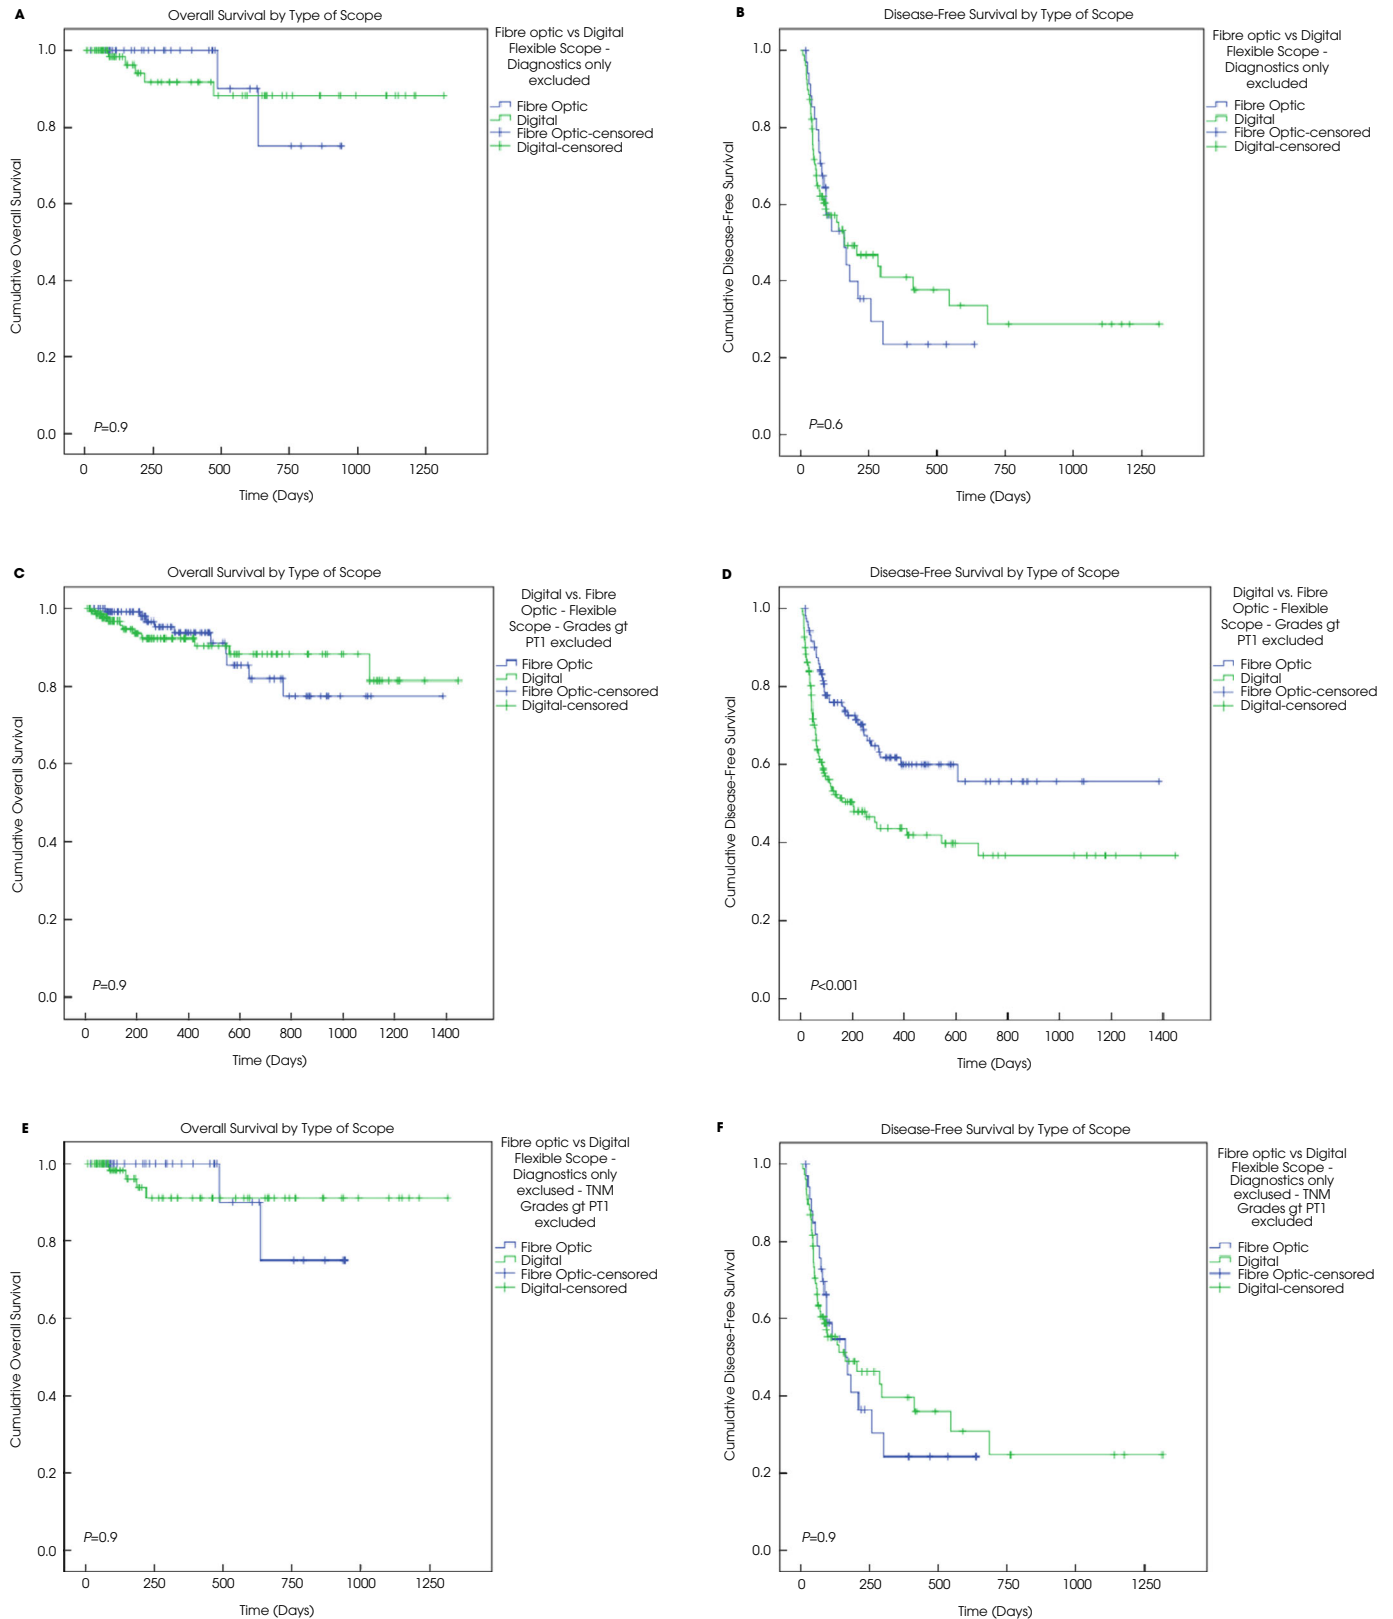 A
Overall Survival by Type of Scope
Fibre optic vs Digital
Flexible Scope -
Diagnostics only
excluded
Fibre Optic
Digital
Fibre Optic-censored
Digital-censored
Cumulative Overall Survival
1.0
0.8
0.6
0.4
0.2
0.0
P=0.9
0 250 500 750 1000 1250
Time (Days)
B
Disease-Free Survival by Type of Scope
Fibre optic vs Digital
Flexible Scope -
Diagnostics only
excluded
Fibre Optic
Digital
Fibre Optic-censored
Digital-censored
Cumulative Disease-Free Survival
1.0
0.8
0.6
0.4
0.2
0.0
P=0.6
0 250 500 750 1000 1250
Time (Days)
C
Overall Survival by Type of Scope
Digital vs. Fibre
Optic - Flexible
Scope - Grades gt
PT1 excluded
Fibre Optic
Digital
Fibre Optic-censored
Digital-censored
Cumulative Overall Survival
1.0
0.8
0.6
0.4
0.2
0.0
P=0.9
0 200 400 600 800 1000 1200 1400
Time (Days)
D
Disease-Free Survival by Type of Scope
Digital vs. Fibre
Optic - Flexible
Scope - Grades gt
PT1 excluded
Fibre Optic
Digital
Fibre Optic-censored
Digital-censored
Cumulative Disease-Free Survival
1.0
0.8
0.6
0.4
0.2
0.0
P<0.001
0 200 400 600 800 1000 1200 1400
Time (Days)
E
Overall Survival by Type of Scope
Fibre optic vs Digital
Flexible Scope -
Diagnostics only
exclused - TNM
Grades gt PT1
excluded
Fibre Optic
Digital
Fibre Optic-censored
Digital-censored
Cumulative Overall Survival
1.0
0.8
0.6
0.4
0.2
0.0
P=0.9
0 250 500 750 1000 1250
Time (Days)
F
Disease-Free Survival by Type of Scope
Fibre optic vs Digital
Flexible Scope -
Diagnostics only
exclused - TNM
Grades gt PT1
excluded
Fibre Optic
Digital
Fibre Optic-censored
Digital-censored
Cumulative Disease-Free Survival
1.0
0.8
0.6
0.4
0.2
0.0
P=0.9
0 250 500 750 1000 1250
Time (Days)